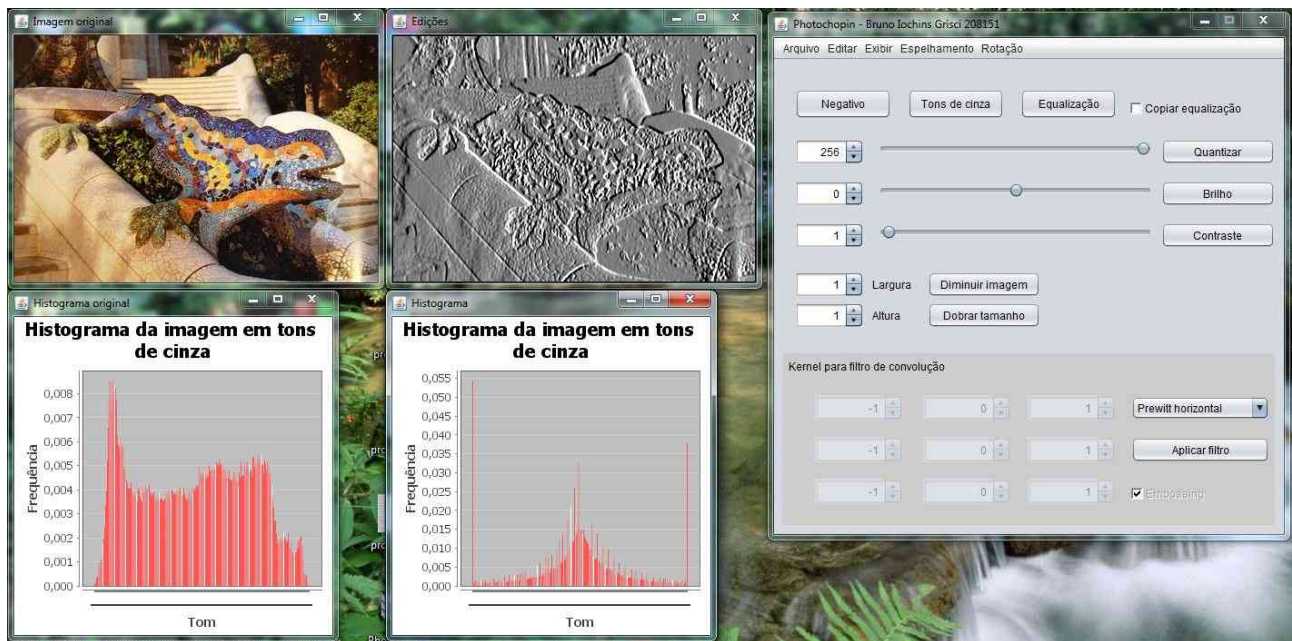 Imagem original
Edições
Photochopin - Bruno Iochins Grisci 208151
Arquivo Editar Exibir Espelhamento Rotação
Negativo
Tons de cinza
Equalização
Copiar equalização
256
Quantizar
0
Brilho
1
Contraste
1
Largura
Diminuir imagem
1
Altura
Dobrar tamanho
Kernel para filtro de convolução
-1 0 1
Prewitt horizontal
-1 0 1
Aplicar filtro
-1 0 1
Embossing
Histograma original
Histograma da imagem em tons
de cinza
0,008
0,007
0,006
0,005
0,004
0,003
0,002
0,001
0,000
Frequência
Tom
Histograma
Histograma da imagem em tons
de cinza
0,055
0,050
0,045
0,040
0,035
0,030
0,025
0,020
0,015
0,010
0,005
0,000
Frequência
Tom